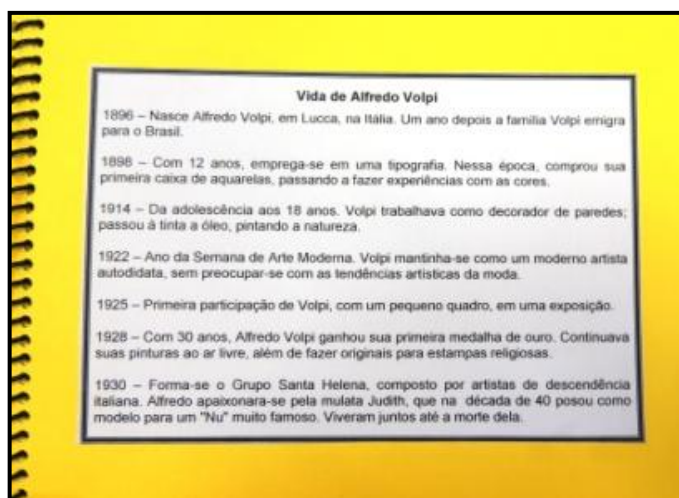 Vida de Alfredo Volpi
1896 – Nasce Alfredo Volpi, em Lucca, na Itália. Um ano depois a família Volpi emigra
para o Brasil.
1898 – Com 12 anos, emprega-se em uma tipografia. Nessa época, comprou sua
primeira caixa de aquarelas, passando a fazer experiências com as cores.
1914 – Da adolescência aos 18 anos. Volpi trabalhava como decorador de paredes;
passou à tinta a óleo, pintando a natureza.
1922 – Ano da Semana de Arte Moderna. Volpi mantinha-se como um moderno artista
autodidata, sem preocupar-se com as tendências artísticas da moda.
1925 – Primeira participação de Volpi, com um pequeno quadro, em uma exposição.
1928 – Com 30 anos, Alfredo Volpi ganhou sua primeira medalha de ouro. Continuava
suas pinturas ao ar livre, além de fazer originais para estampas religiosas.
1930 – Forma-se o Grupo Santa Helena, composto por artistas de descendência
italiana. Alfredo apaixonara-se pela mulata Judith, que na década de 40 posou como
modelo para um "Nu" muito famoso. Viveram juntos até a morte dela.